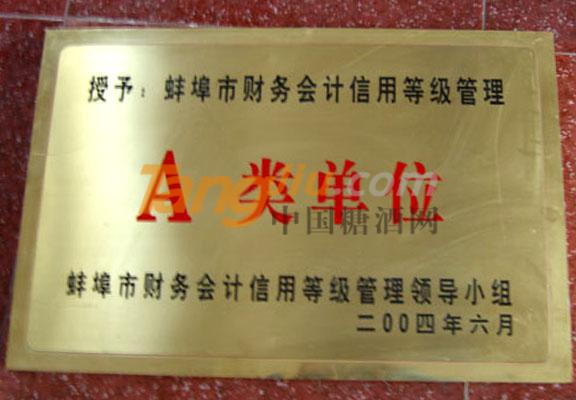 授予：蚌埠市财务会计信用等级管理
A 类单位
Tangjiu.com
中国糖酒网
蚌埠市财务会计信用等级管理领导小组
二00四年六月